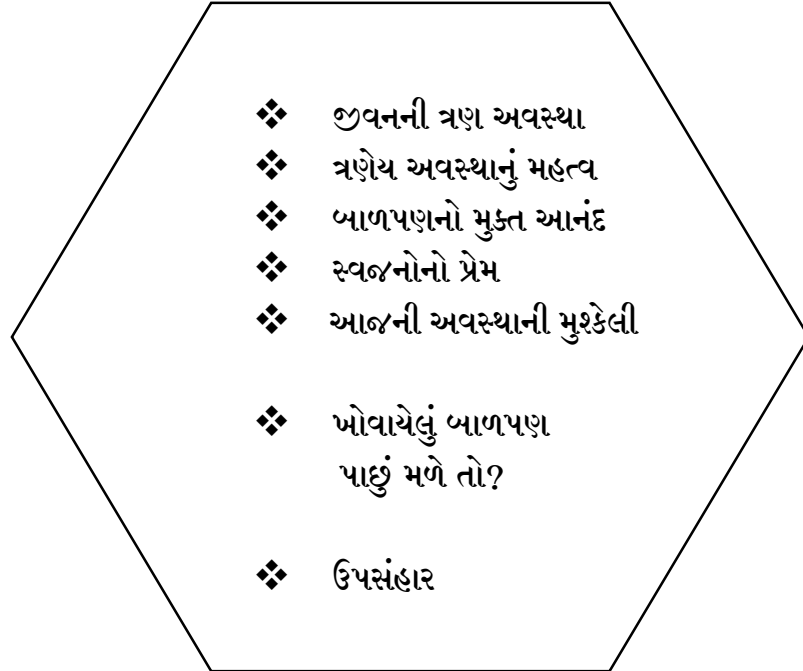 ❖ જીવનની ત્રણ અવસ્થા
❖ ત્રણેય અવસ્થાનું મહત્વ
❖ બાળપણનો મુક્ત આનંદ
❖ સ્વજનોનો પ્રેમ
❖ આજની અવસ્થાની મુશ્કેલી
❖ ખોવાયેલું બાળપણ
પાછું મળે તો?
❖ ઉપસંહાર